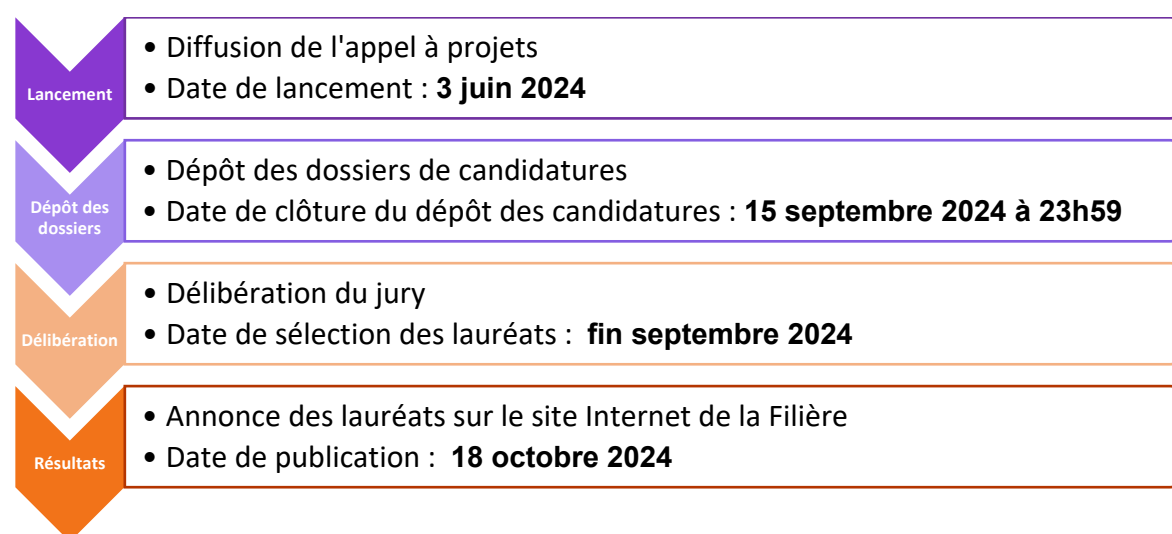 Lancement
• Diffusion de l'appel à projets
• Date de lancement : 3 juin 2024
Dépôt des
dossiers
• Dépôt des dossiers de candidatures
• Date de clôture du dépôt des candidatures : 15 septembre 2024 à 23h59
Délibération
• Délibération du jury
• Date de sélection des lauréats : fin septembre 2024
Résultats
• Annonce des lauréats sur le site Internet de la Filière
• Date de publication : 18 octobre 2024